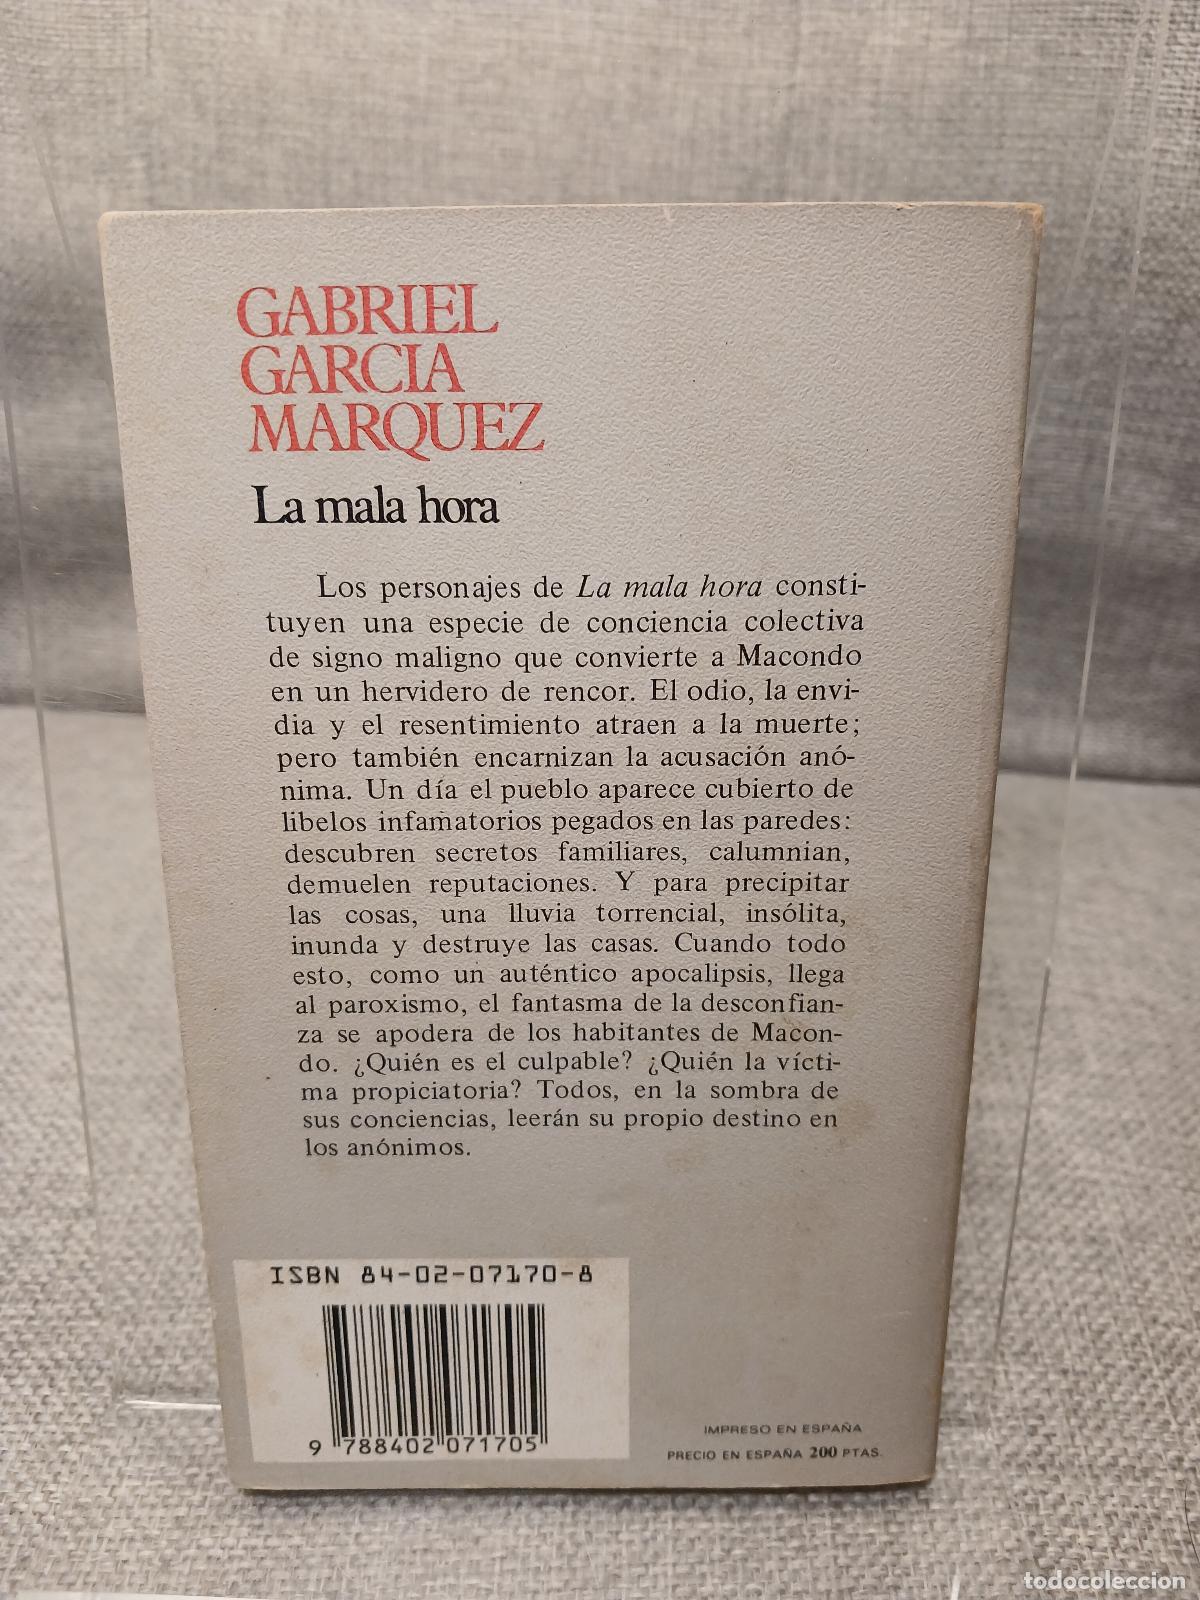 GABRIEL
GARCIA
MARQUEZ
La mala hora
Los personajes de La mala hora consti-
tuyen una especie de conciencia colectiva
de signo maligno que convierte a Macondo
en un hervidero de rencor. El odio, la envi-
dia y el resentimiento atraen a la muerte;
pero también encarnizan la acusación anó-
nima. Un día el pueblo aparece cubierto de
libelos infamatorios pegados en las paredes:
descubren secretos familiares, calumnian,
demuelen reputaciones. Y para precipitar
las cosas, una lluvia torrencial, insólita,
inunda y destruye las casas. Cuando todo
esto, como un auténtico apocalipsis, llega
al paroxismo, el fantasma de la desconfian-
za se apodera de los habitantes de Macon-
do. ¿Quién es el culpable? ¿Quién la vícti-
ma propiciatoria? Todos, en la sombra de
sus conciencias, leerán su propio destino en
los anónimos.
ISBN 84-02-07170-8
9 788402 071705
IMPRESO EN ESPAÑA
PRECIO EN ESPAÑA 200 PTAS.
todocoleccion